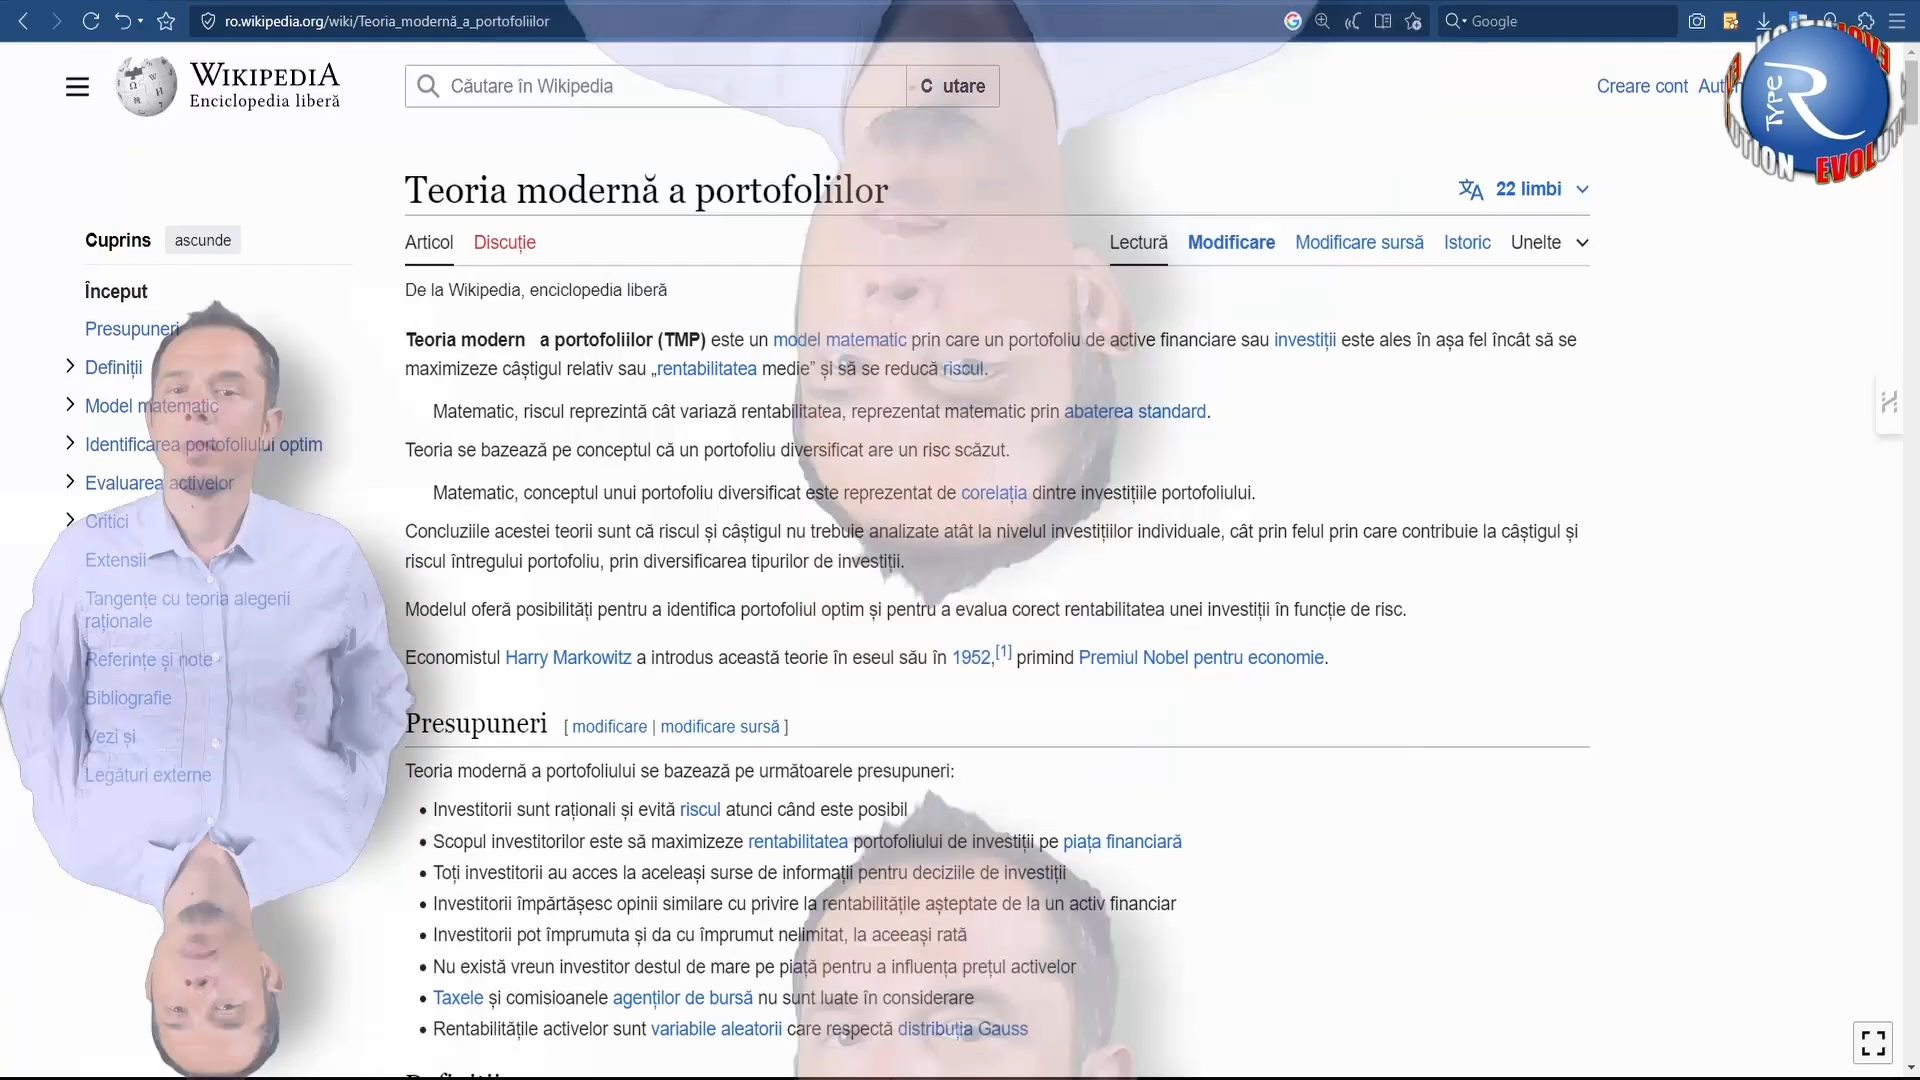 ro.wikipedia.org/wiki/Teoria_modernă_a_portofoliilor
Google
WIKIPEDIA
Enciclopedia liberă
Căutare în Wikipedia
C utare
Creare cont
TYPE R
EVOL
Teoria modernă a portofoliilor
22 limbi
Articol Discuție
Lectură Modificare Modificare sursă Istoric Unelte
Cuprins ascunde
Început
Presupuneri
Definiții
Model matematic
Identificarea portofoliului optim
Evaluarea activelor
Critici
Extensii
Tangențe cu teoria alegerii
raționale
Referințe și note
Bibliografie
Vezi și
Legături externe
De la Wikipedia, enciclopedia liberă
Teoria modern a portofoliilor (TMP) este un model matematic prin care un portofoliu de active financiare sau investiții este ales în așa fel încât să se
maximizeze câștigul relativ sau „rentabilitatea medie” și să se reducă riscul.
Matematic, riscul reprezintă cât variază rentabilitatea, reprezentat matematic prin abaterea standard.
Teoria se bazează pe conceptul că un portofoliu diversificat are un risc scăzut.
Matematic, conceptul unui portofoliu diversificat este reprezentat de corelația dintre investițiile portofoliului.
Concluziile acestei teorii sunt că riscul și câștigul nu trebuie analizate atât la nivelul investițiilor individuale, cât prin felul prin care contribuie la câștigul și
riscul întregului portofoliu, prin diversificarea tipurilor de investiții.
Modelul oferă posibilități pentru a identifica portofoliul optim și pentru a evalua corect rentabilitatea unei investiții în funcție de risc.
Economistul Harry Markowitz a introdus această teorie în eseul său în 1952,[1] primind Premiul Nobel pentru economie.
Presupuneri [ modificare | modificare sursă ]
Teoria modernă a portofoliului se bazează pe următoarele presupuneri:
• Investitorii sunt raționali și evită riscul atunci când este posibil
• Scopul investitorilor este să maximizeze rentabilitatea portofoliului de investiții pe piața financiară
• Toți investitorii au acces la aceleași surse de informații pentru deciziile de investiții
• Investitorii împărtășesc opinii similare cu privire la rentabilitățile așteptate de la un activ financiar
• Investitorii pot împrumuta și da cu împrumut nelimitat, la aceeași rată
• Nu există vreun investitor destul de mare pe piață pentru a influența prețul activelor
• Taxele și comisioanele agenților de bursă nu sunt luate în considerare
• Rentabilitățile activelor sunt variabile aleatorii care respectă distribuția Gauss